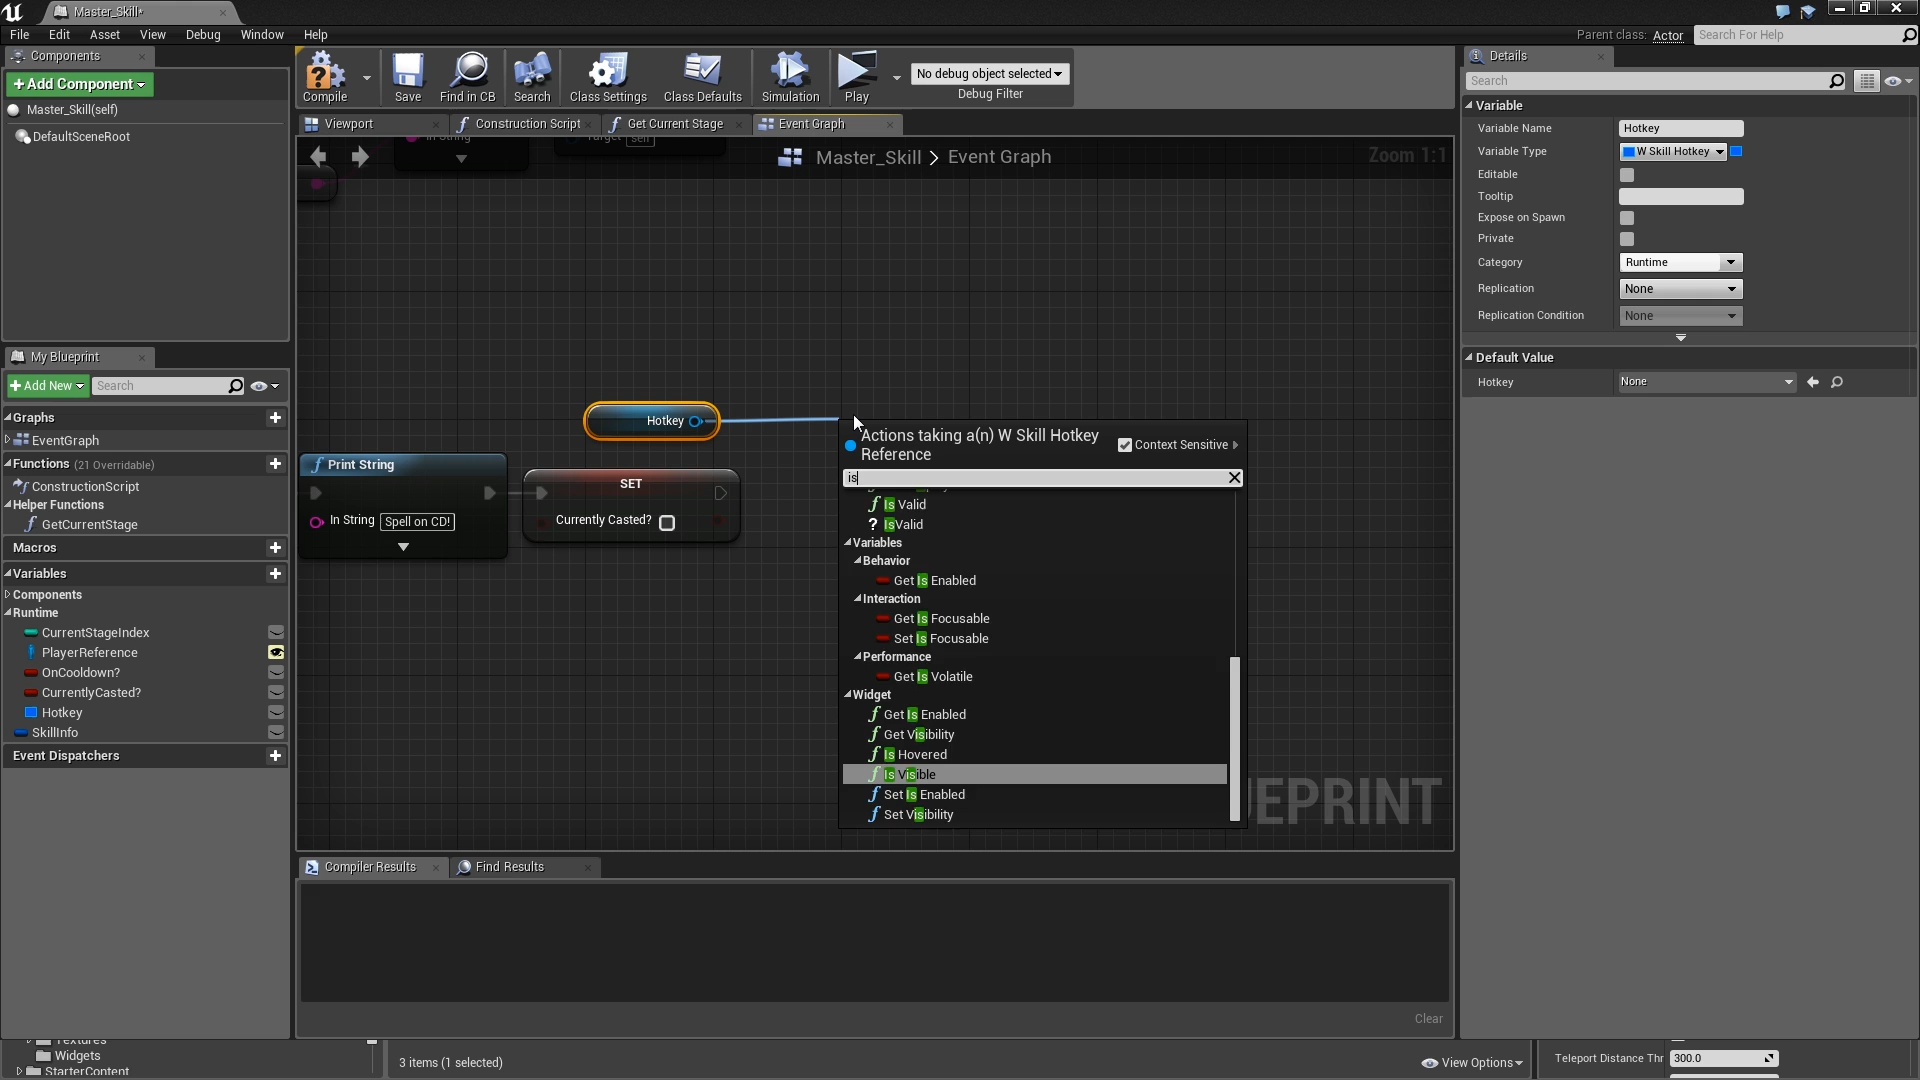 Master_Skill*
File Edit Asset View Debug Window Help
Parent class: Actor
Search For Help
Components
+Add Component
Master_Skill(self)
DefaultSceneRoot
Compile
Save
Find in CB
Search
Class Settings
Class Defaults
Simulation
Play
No debug object selected
Debug Filter
Viewport
Construction Script
Get Current Stage
Event Graph
Target self
Master_Skill > Event Graph
Zoom 1:1
Hotkey
Print String
In String Spell on CD!
SET
Currently Casted?
Actions taking a(n) W Skill Hotkey
Reference
Context Sensitive
is
Is Valid
? IsValid
Variables
Behavior
Get Is Enabled
Interaction
Get Is Focusable
Set Is Focusable
Performance
Get Is Volatile
Widget
Get Is Enabled
Get Visibility
Is Hovered
Is Visible
Set Is Enabled
Set Visibility
EPRINT
My Blueprint
+Add New
Search
Graphs
EventGraph
Functions (21 Overridable)
ConstructionScript
Helper Functions
GetCurrentStage
Macros
Variables
Components
Runtime
CurrentStageIndex
PlayerReference
OnCooldown?
CurrentlyCasted?
Hotkey
SkillInfo
Event Dispatchers
Compiler Results
Find Results
Clear
Details
Search
Variable
Variable Name Hotkey
Variable Type W Skill Hotkey
Editable
Tooltip
Expose on Spawn
Private
Category Runtime
Replication None
Replication Condition None
Default Value
Hotkey None
Textures
Widgets
StarterContent
3 items (1 selected)
View Options
Teleport Distance Thr 300.0